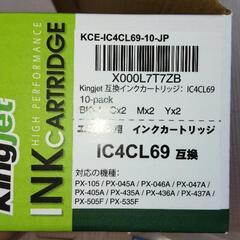 KCE-IC4CL69-10-JP
X000L7T7ZB
Kingjet 互換インクカートリッジ: IC4CL69
10-pack
Cx2 Mx2 Yx2
用 インクカートリッジ
IC4CL69 互換
対応の機種:
PX-105 / PX-045A / PX-046A / PX-047A /
PX-405A / PX-435A / PX-436A / PX-437A /
PX-505F / PX-535F
Kingjet
HIGH PERFORMANCE
INK CARTRIDGE